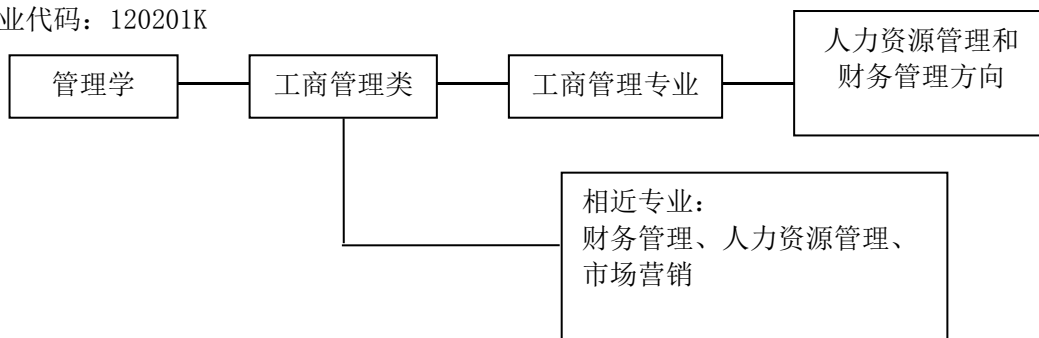 业代码：120201K
管理学
工商管理类
工商管理专业
人力资源管理和
财务管理方向
相近专业：
财务管理、人力资源管理、
市场营销